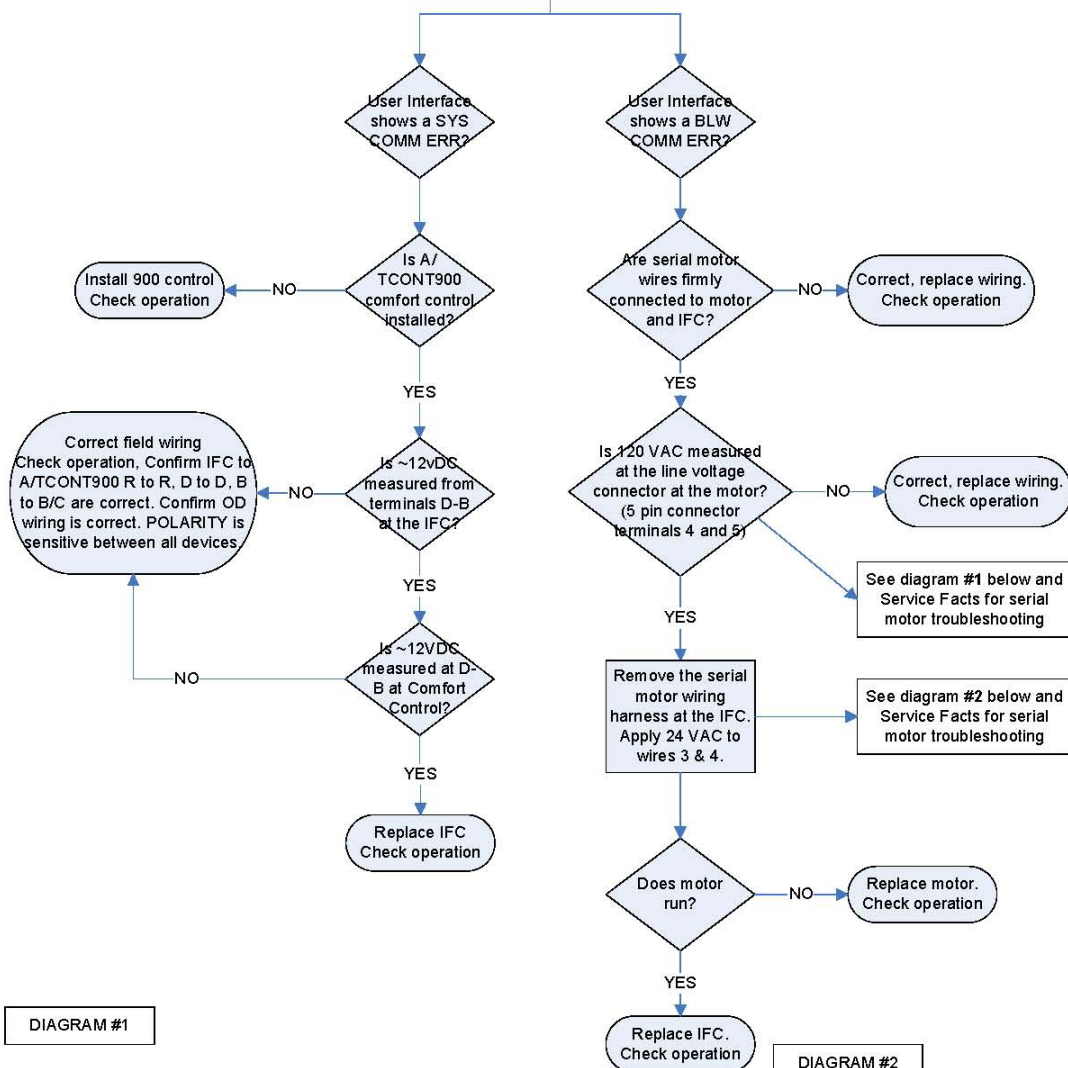 User Interface
shows a SYS
COMM ERR?
User Interface
shows a BLW
COMM ERR?
Is A/
TCONT900
comfort control
installed?
NO
Install 900 control
Check operation
Are serial motor
wires firmly
connected to motor
and IFC?
NO
Correct, replace wiring.
Check operation
YES
YES
Is ~12vDC
measured from
terminals D-B
at the IFC?
NO
Correct field wiring
Check operation, Confirm IFC to
A/TCONT900 R to R, D to D, B
to B/C are correct. Confirm OD
wiring is correct. POLARITY is
sensitive between all devices.
Is 120 VAC measured
at the line voltage
connector at the motor?
(5 pin connector
terminals 4 and 5)
NO
Correct, replace wiring.
Check operation
See diagram #1 below and
Service Facts for serial
motor troubleshooting
YES
YES
Is ~12VDC
measured at D-
B at Comfort
Control?
NO
Remove the serial
motor wiring
harness at the IFC.
Apply 24 VAC to
wires 3 & 4.
See diagram #2 below and
Service Facts for serial
motor troubleshooting
YES
Replace IFC
Check operation
Does motor
run?
NO
Replace motor.
Check operation
YES
Replace IFC.
Check operation
DIAGRAM #1
DIAGRAM #2